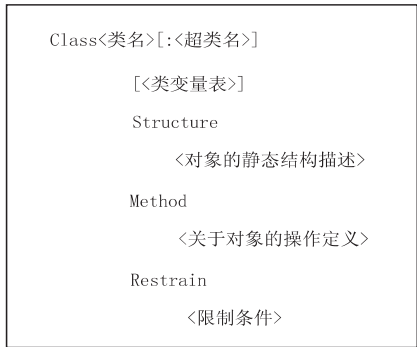 Class<类名>[:<超类名>]
[<类变量表>]
Structure
<对象的静态结构描述>
Method
<关于对象的操作定义>
Restrain
<限制条件>